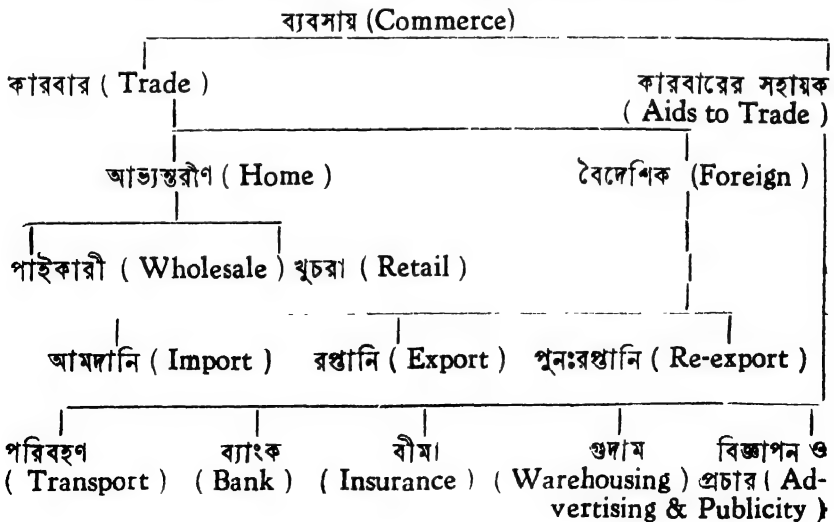 ব্যবসায় (Commerce)
কারবার ( Trade ) কারবারের সহায়ক
( Aids to Trade )
আভ্যন্তরীণ ( Home ) বৈদেশিক (Foreign )
পাইকারী ( Wholesale ) খুচরা ( Retail )
আমদানি ( Import ) রপ্তানি ( Export ) পুনঃরপ্তানি ( Re-export )
পরিবহণ ব্যাংক বীমা গুদাম বিজ্ঞাপন ও
( Transport ) ( Bank ) ( Insurance ) ( Warehousing ) প্রচার ( Ad-
vertising & Publicity )